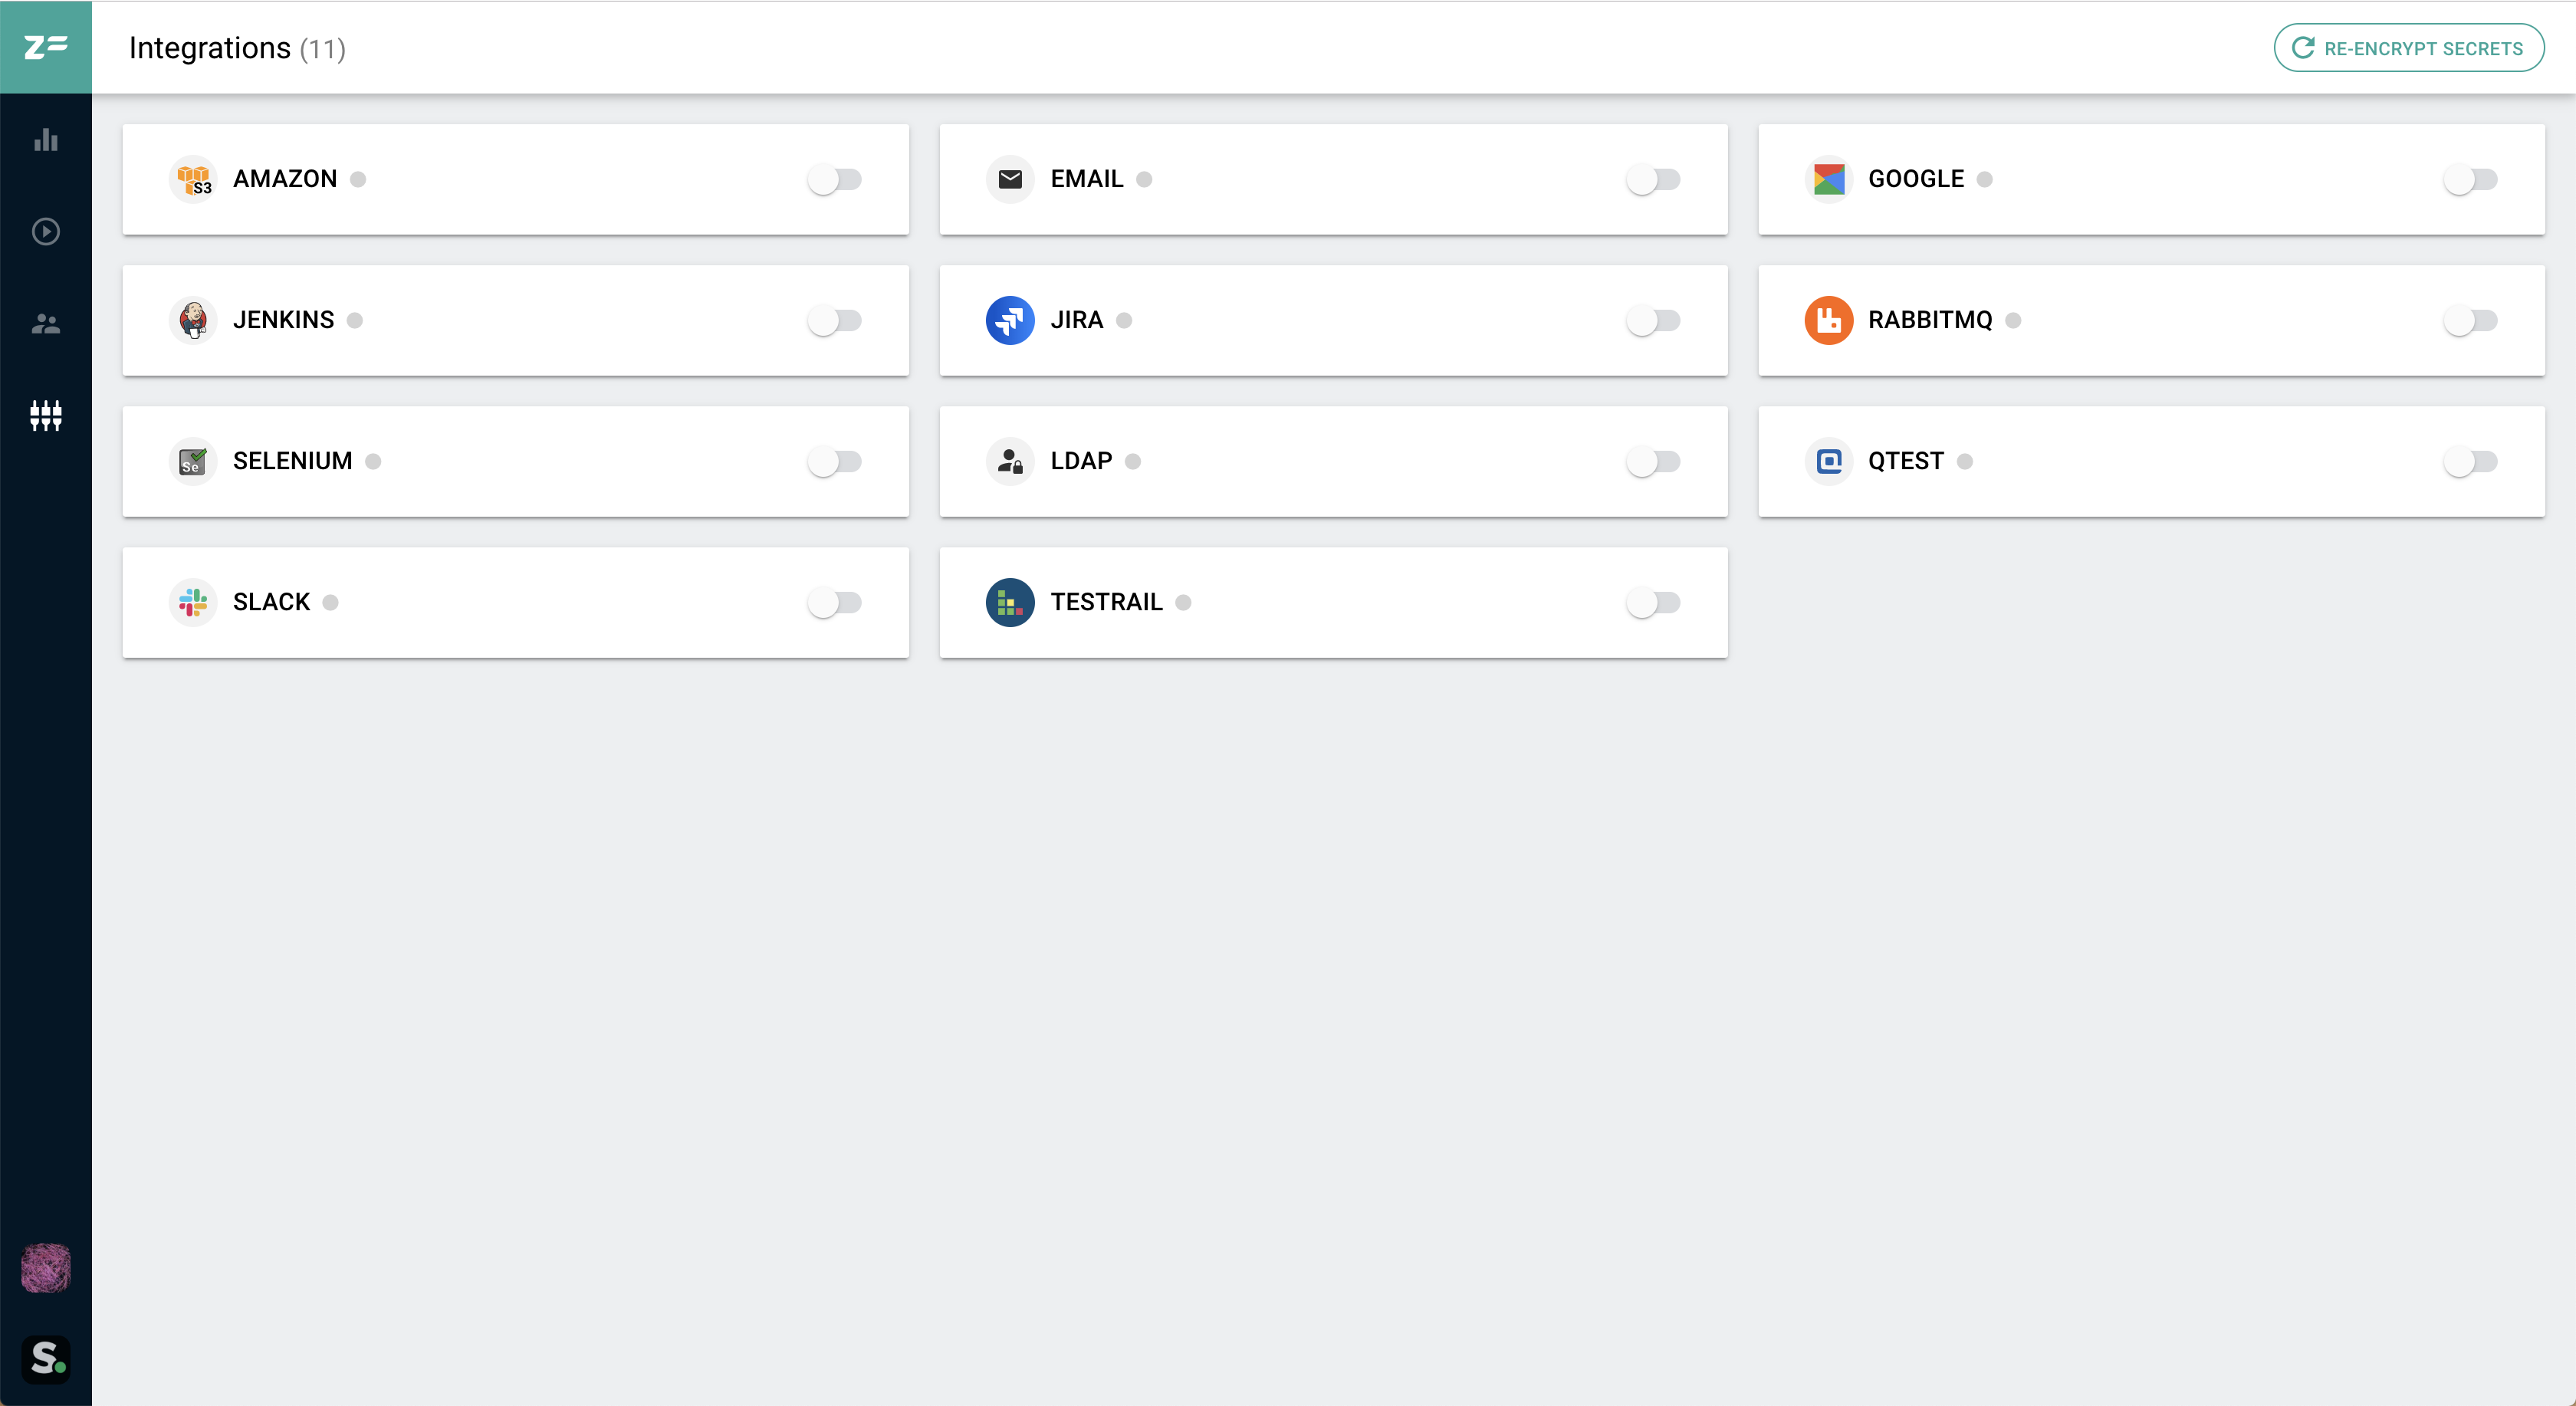 Integrations (11)
RE-ENCRYPT SECRETS
S3
AMAZON
EMAIL
GOOGLE
JENKINS
JIRA
RABBITMQ
Se
SELENIUM
LDAP
QTEST
SLACK
TESTRAIL
S.